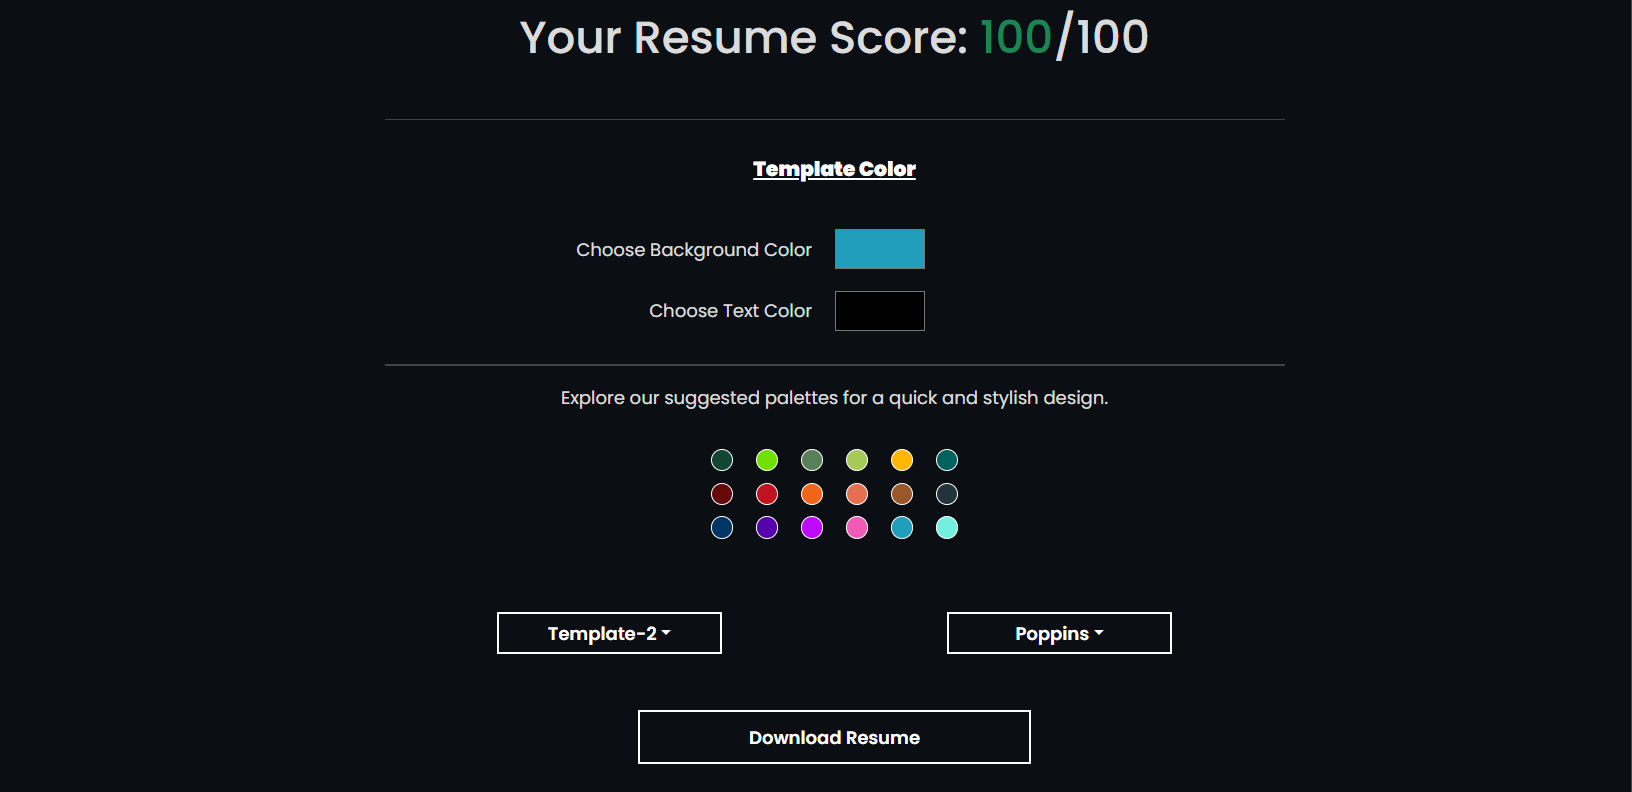 Your Resume Score: 100/100
Template Color
Choose Background Color
Choose Text Color
Explore our suggested palettes for a quick and stylish design.
Template-2
Poppins
Download Resume